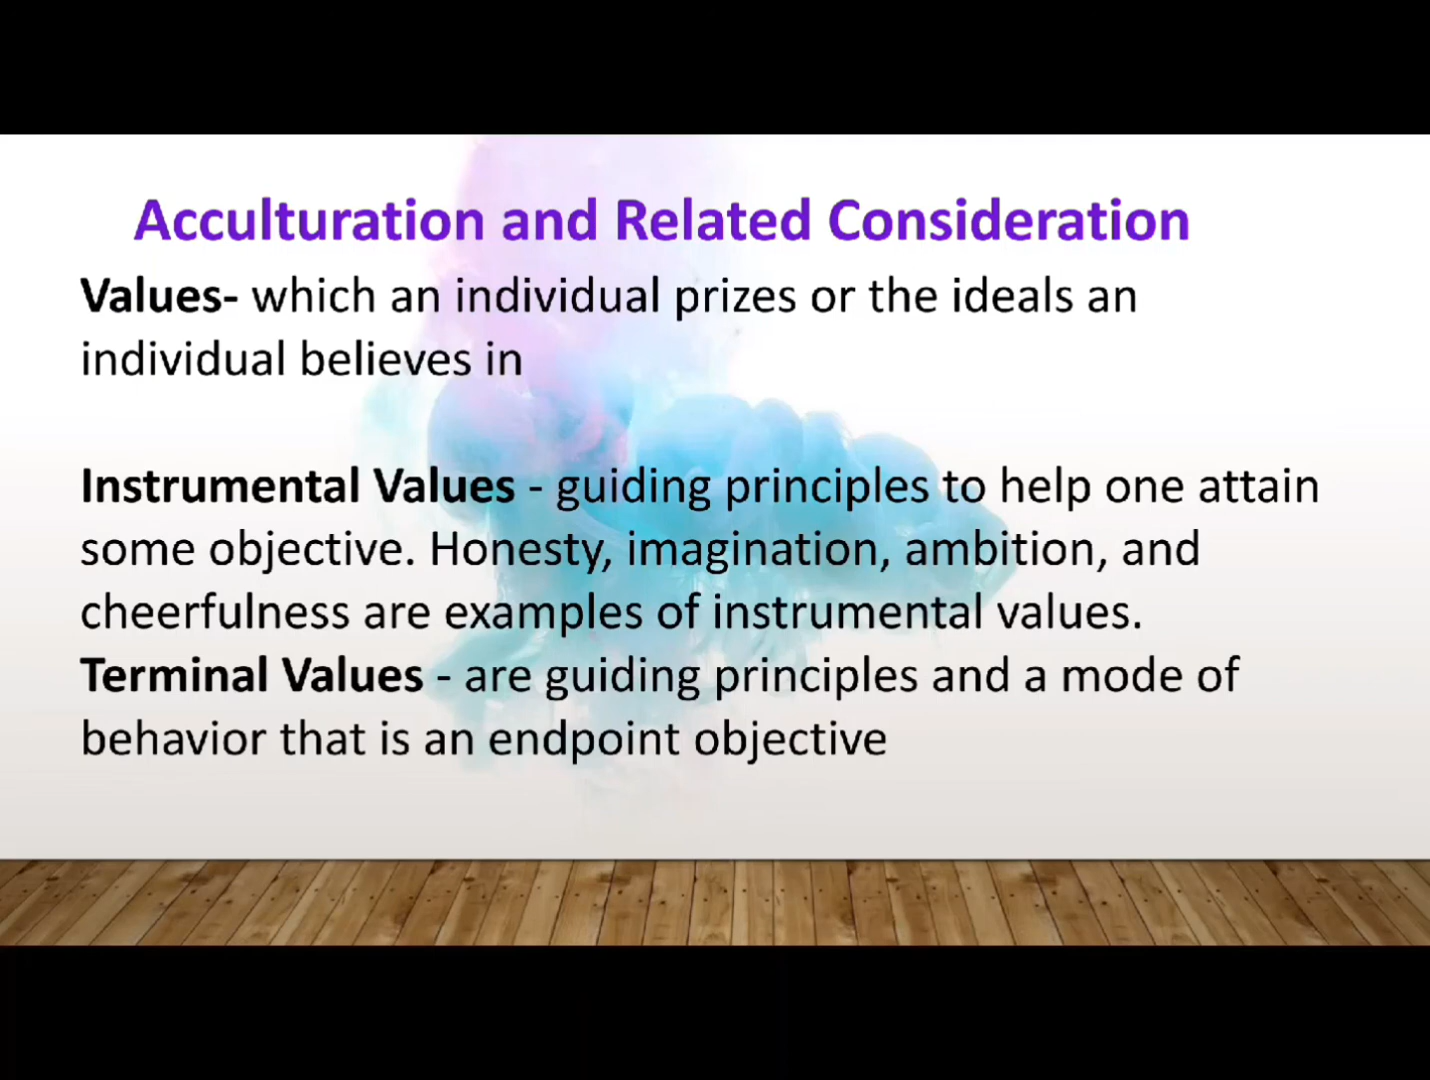 Acculturation and Related Consideration
Values- which an individual prizes or the ideals an
individual believes in
Instrumental Values - guiding principles to help one attain
some objective. Honesty, imagination, ambition, and
cheerfulness are examples of instrumental values.
Terminal Values - are guiding principles and a mode of
behavior that is an endpoint objective